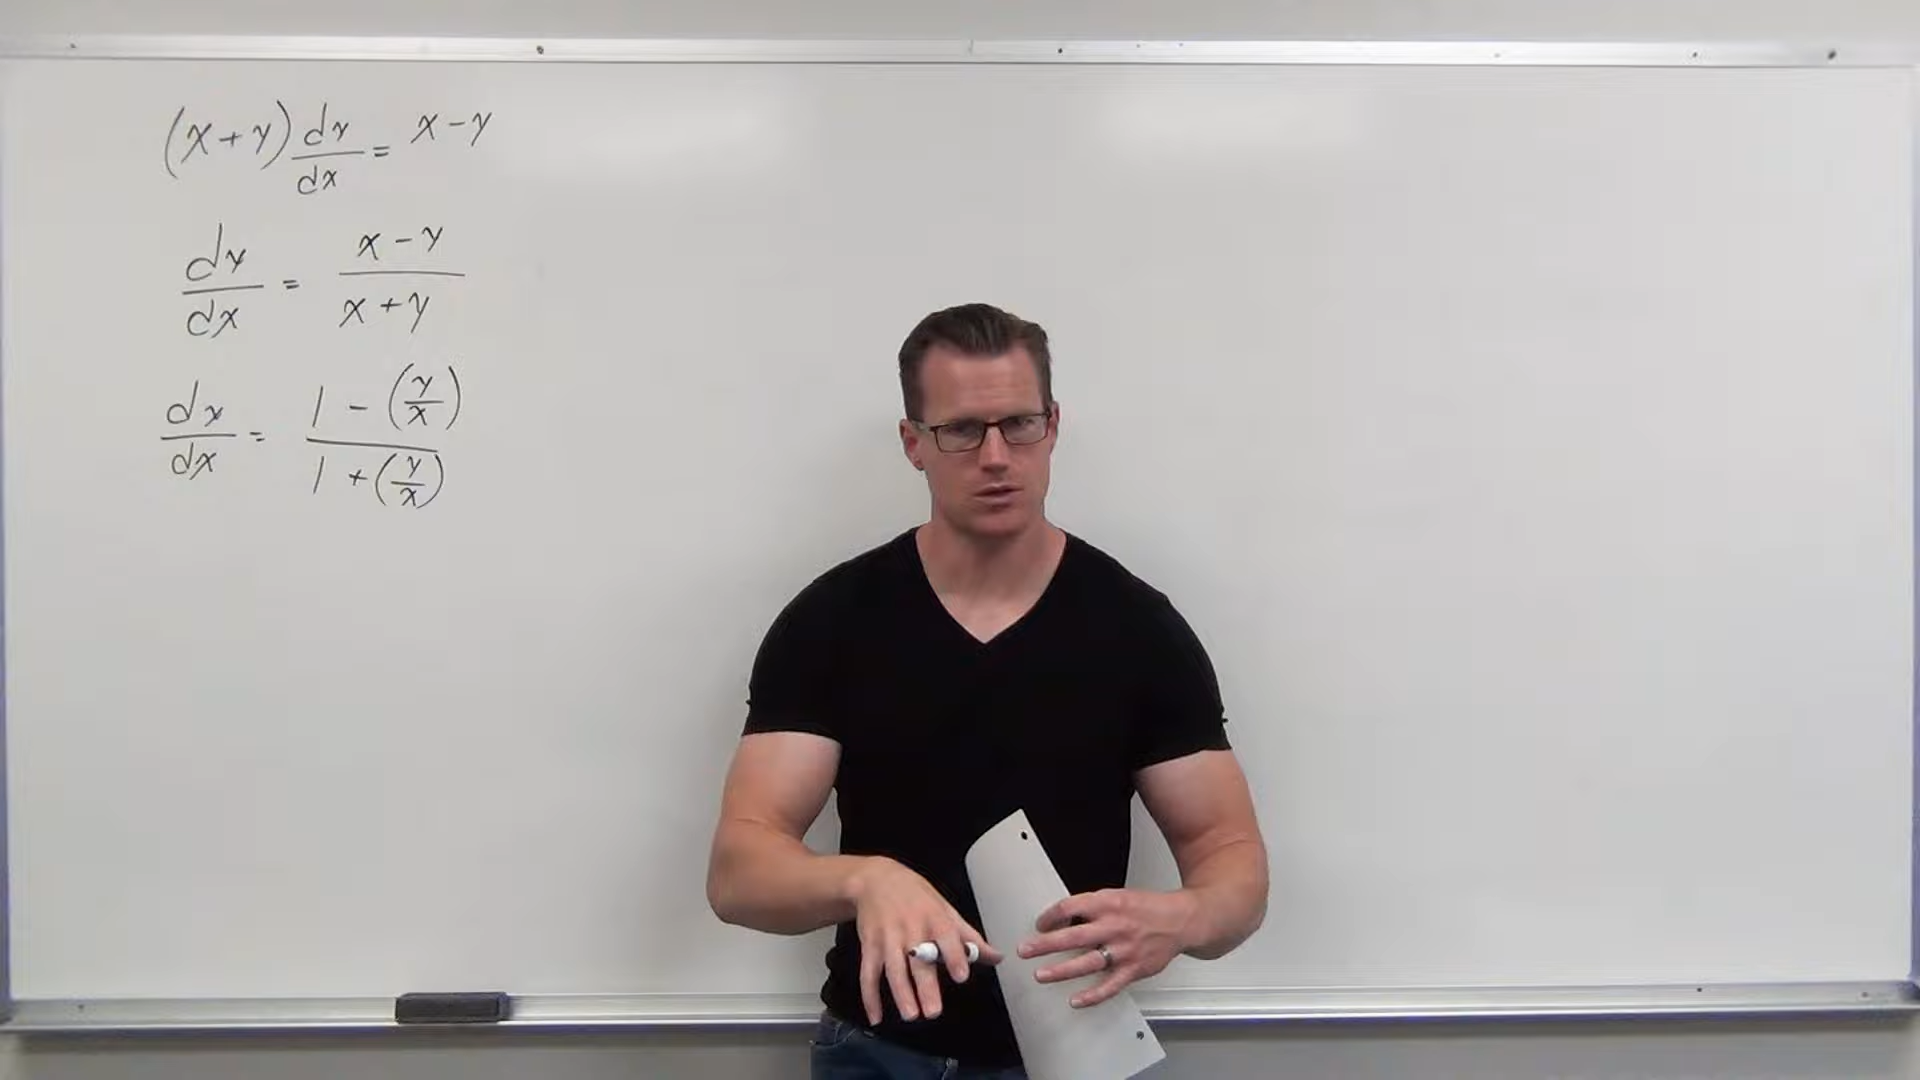 (x+y) dy/dx = x-y
dy/dx = x-y/x+y
dy/dx = 1-(y/x)/1+(y/x)